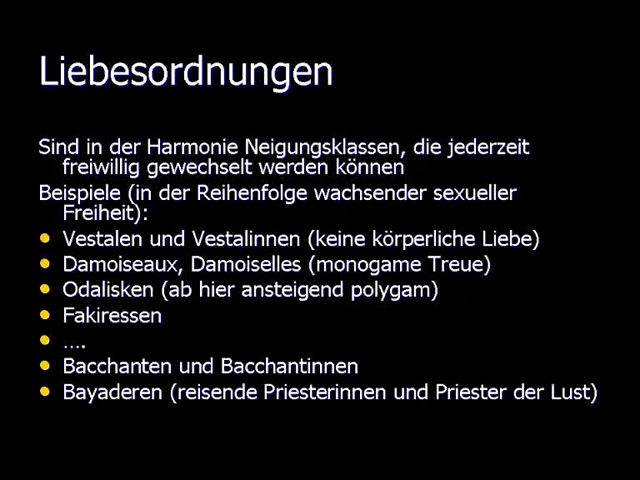 Liebesordnungen
Sind in der Harmonie Neigungsklassen, die jederzeit
freiwillig gewechselt werden können
Beispiele (in der Reihenfolge wachsender sexueller
Freiheit):
• Vestalen und Vestalinnen (keine körperliche Liebe)
• Damoiseaux, Damoiselles (monogame Treue)
• Odalisken (ab hier ansteigend polygam)
• Fakiressen
• ….
• Bacchanten und Bacchantinnen
• Bayaderen (reisende Priesterinnen und Priester der Lust)